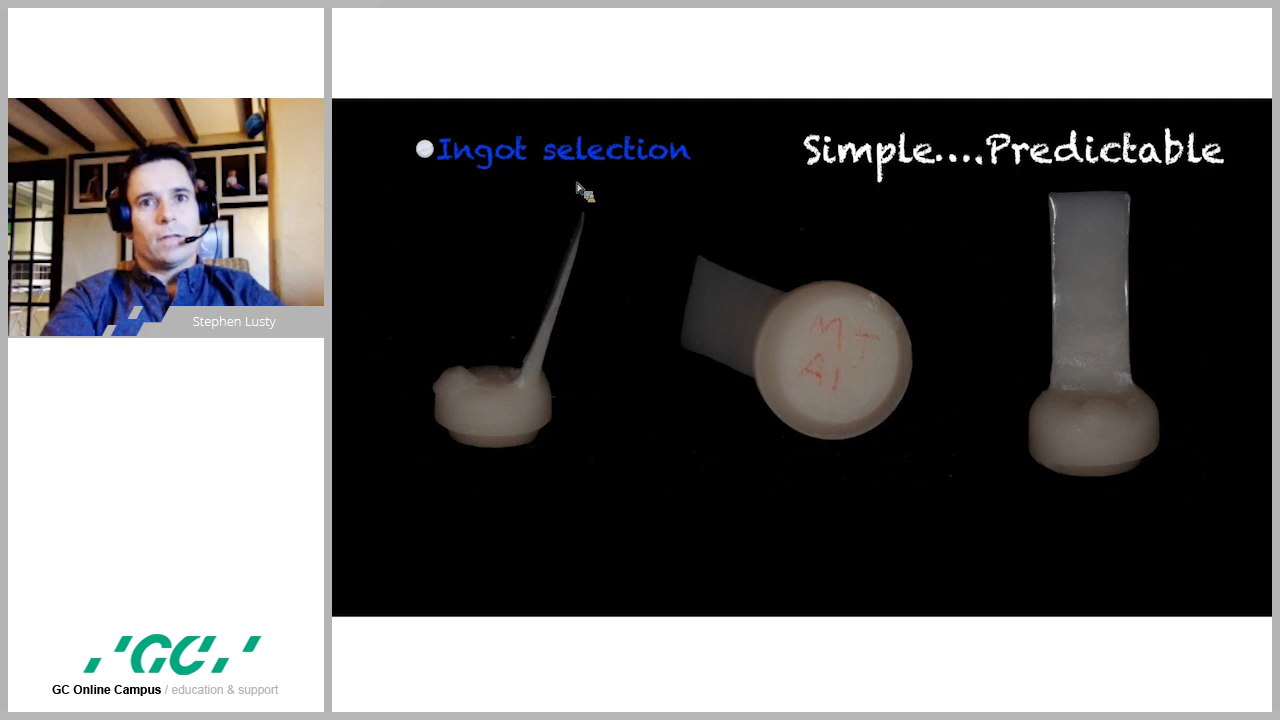 Ingot selection
Simple....Predictable
MT
A1
Stephen Lusty
GC
GC Online Campus / education & support